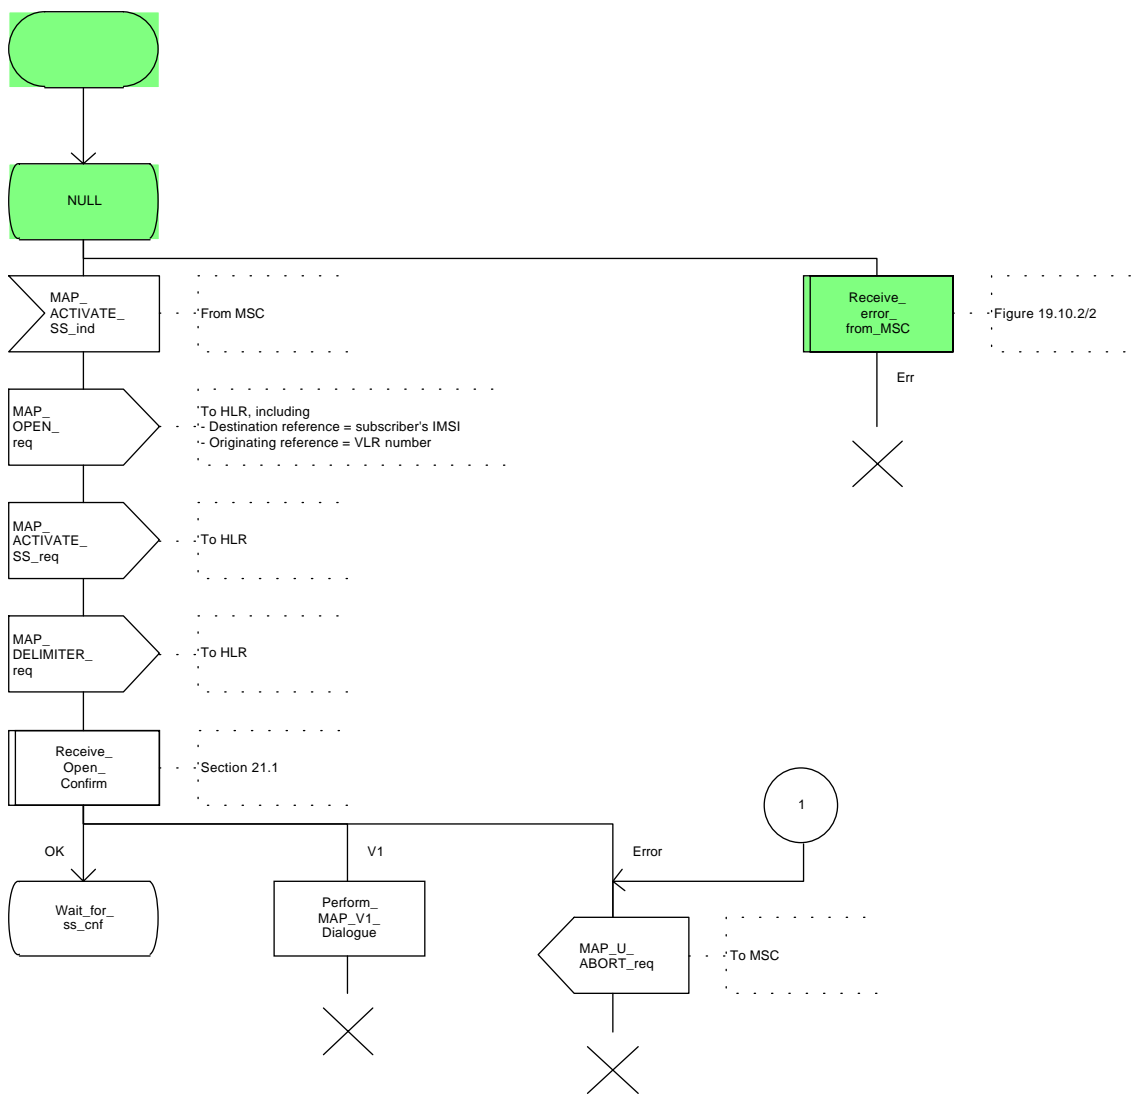 NULL
MAP_
ACTIVATE_
SS_ind
From MSC
Receive_
error_
from_MSC
Figure 19.10.2/2
Err
MAP_
OPEN_
req
To HLR, including
- Destination reference = subscriber's IMSI
- Originating reference = VLR number
MAP_
ACTIVATE_
SS_req
To HLR
MAP_
DELIMITER_
req
To HLR
Receive_
Open_
Confirm
Section 21.1
1
OK
V1
Error
Wait_for_
ss_cnf
Perform_
MAP_V1_
Dialogue
MAP_U_
ABORT_req
To MSC